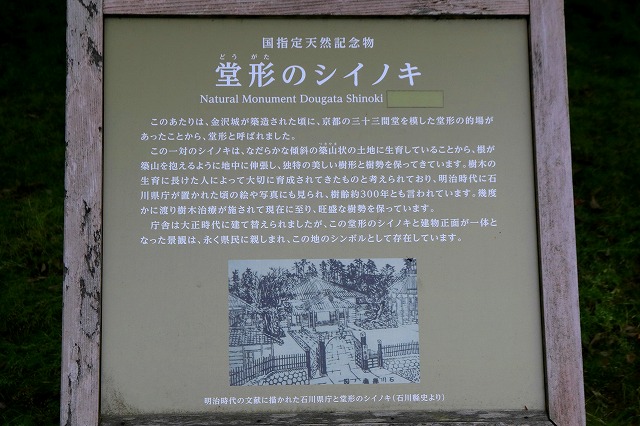 国指定天然記念物
どう がた
堂形のシイノキ
Natural Monument Dougata Shinoki
このあたりは、金沢城が築造された頃に、京都の三十三間堂を模した堂形の的場が
あったことから、堂形と呼ばれました。
この一対のシイノキは、なだらかな傾斜の築山状の土地に生育していることから、根が
築山を抱えるように地中に伸張し、独特の美しい樹形と樹勢を保ってきています。樹木の
生育に長けた人によって大切に育成されてきたものと考えられており、明治時代に石
川県庁が置かれた頃の絵や写真にも見られ、樹齢約300年とも言われています。幾度
かに渡り樹木治療が施されて現在に至り、旺盛な樹勢を保っています。
庁舎は大正時代に建て替えられましたが、この堂形のシイノキと建物正面が一体と
なった景観は、永く県民に親しまれ、この地のシンボルとして存在しています。
明治時代の文献に描かれた石川県庁と堂形のシイノキ(石川縣史より)